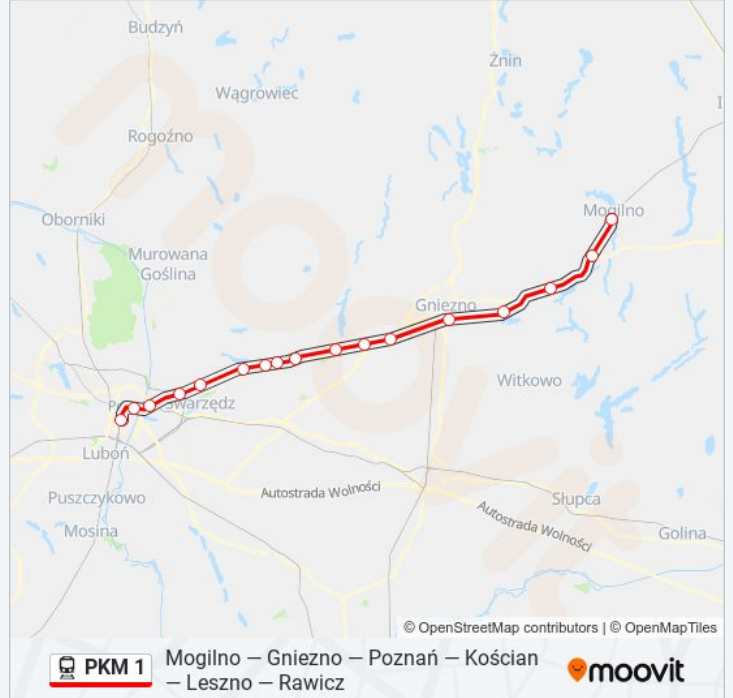 Budzyń
Żnin
Wągrowiec
Rogoźno
Mogilno
Oborniki
Murowana
Goślina
Gniezno
Witkowo
Swarzędz
Luboń
Autostrada Wolności
Puszczykowo
Słupca
Mosina
Autostrada Wolności
Golina
© OpenStreetMap contributors | © OpenMapTiles
PKM 1
Mogilno — Gniezno — Poznań — Kościan
— Leszno — Rawicz
moovit